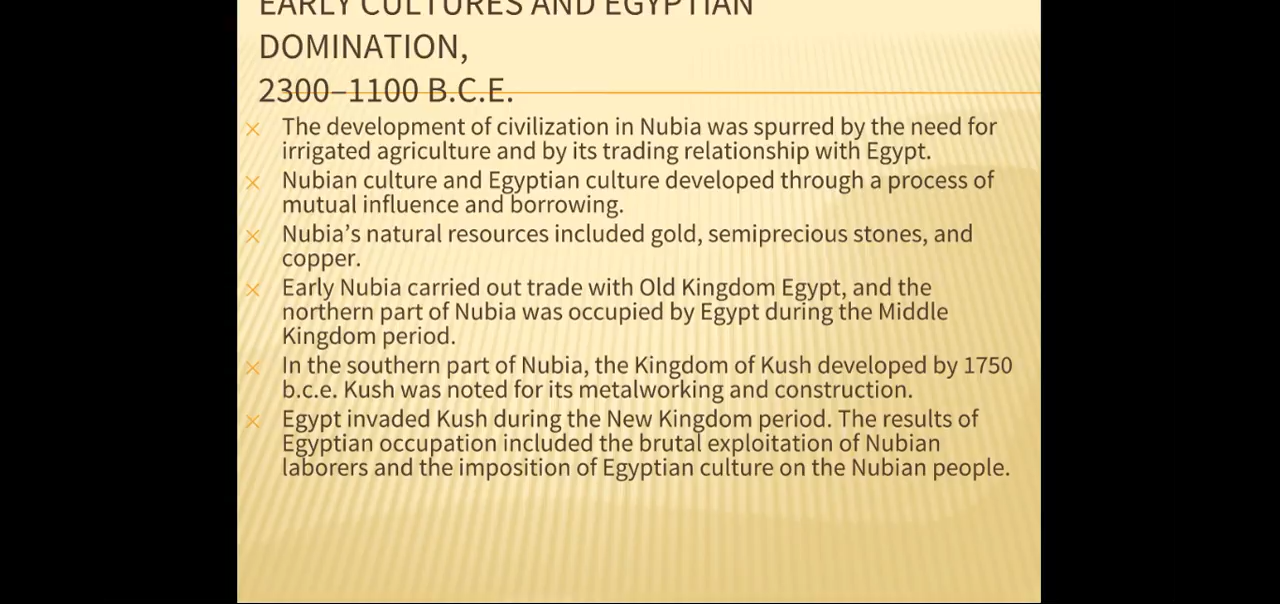 EARLY CULTURES AND EGYPTIAN
DOMINATION,
2300–1100 B.C.E.
The development of civilization in Nubia was spurred by the need for
irrigated agriculture and by its trading relationship with Egypt.
Nubian culture and Egyptian culture developed through a process of
mutual influence and borrowing.
Nubia’s natural resources included gold, semiprecious stones, and
copper.
Early Nubia carried out trade with Old Kingdom Egypt, and the
northern part of Nubia was occupied by Egypt during the Middle
Kingdom period.
In the southern part of Nubia, the Kingdom of Kush developed by 1750
b.c.e. Kush was noted for its metalworking and construction.
Egypt invaded Kush during the New Kingdom period. The results of
Egyptian occupation included the brutal exploitation of Nubian
laborers and the imposition of Egyptian culture on the Nubian people.